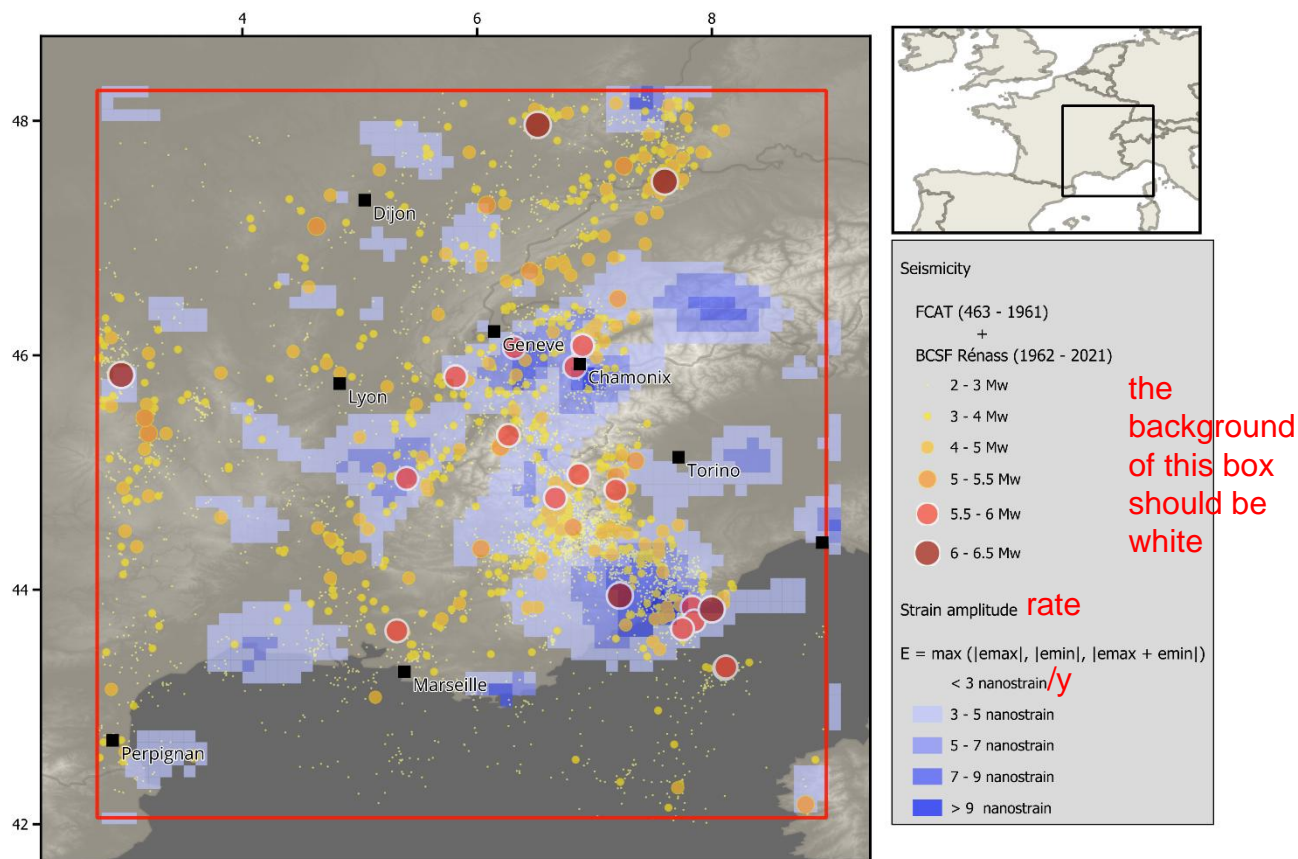 4 6 8
48
46
44
42
Dijon
Geneve
Chamonix
Lyon
Torino
Marseille
Perpignan
Seismicity
FCAT (463 - 1961)
+
BCSF Rénass (1962 - 2021)
2 - 3 Mw
3 - 4 Mw
4 - 5 Mw
5 - 5.5 Mw
5.5 - 6 Mw
6 - 6.5 Mw
the
background
of this box
should be
white
Strain amplitude rate
E = max (|emax|, |emin|, |emax + emin|)
< 3 nanostrain/y
3 - 5 nanostrain
5 - 7 nanostrain
7 - 9 nanostrain
> 9 nanostrain